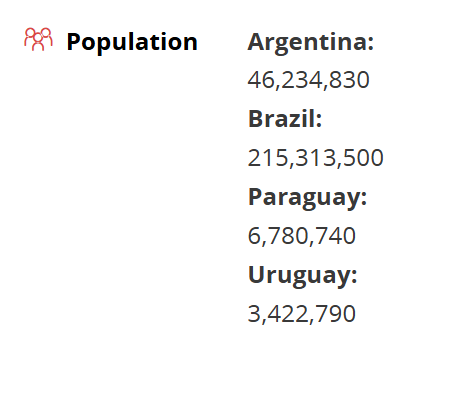 Population
Argentina:
46,234,830
Brazil:
215,313,500
Paraguay:
6,780,740
Uruguay:
3,422,790